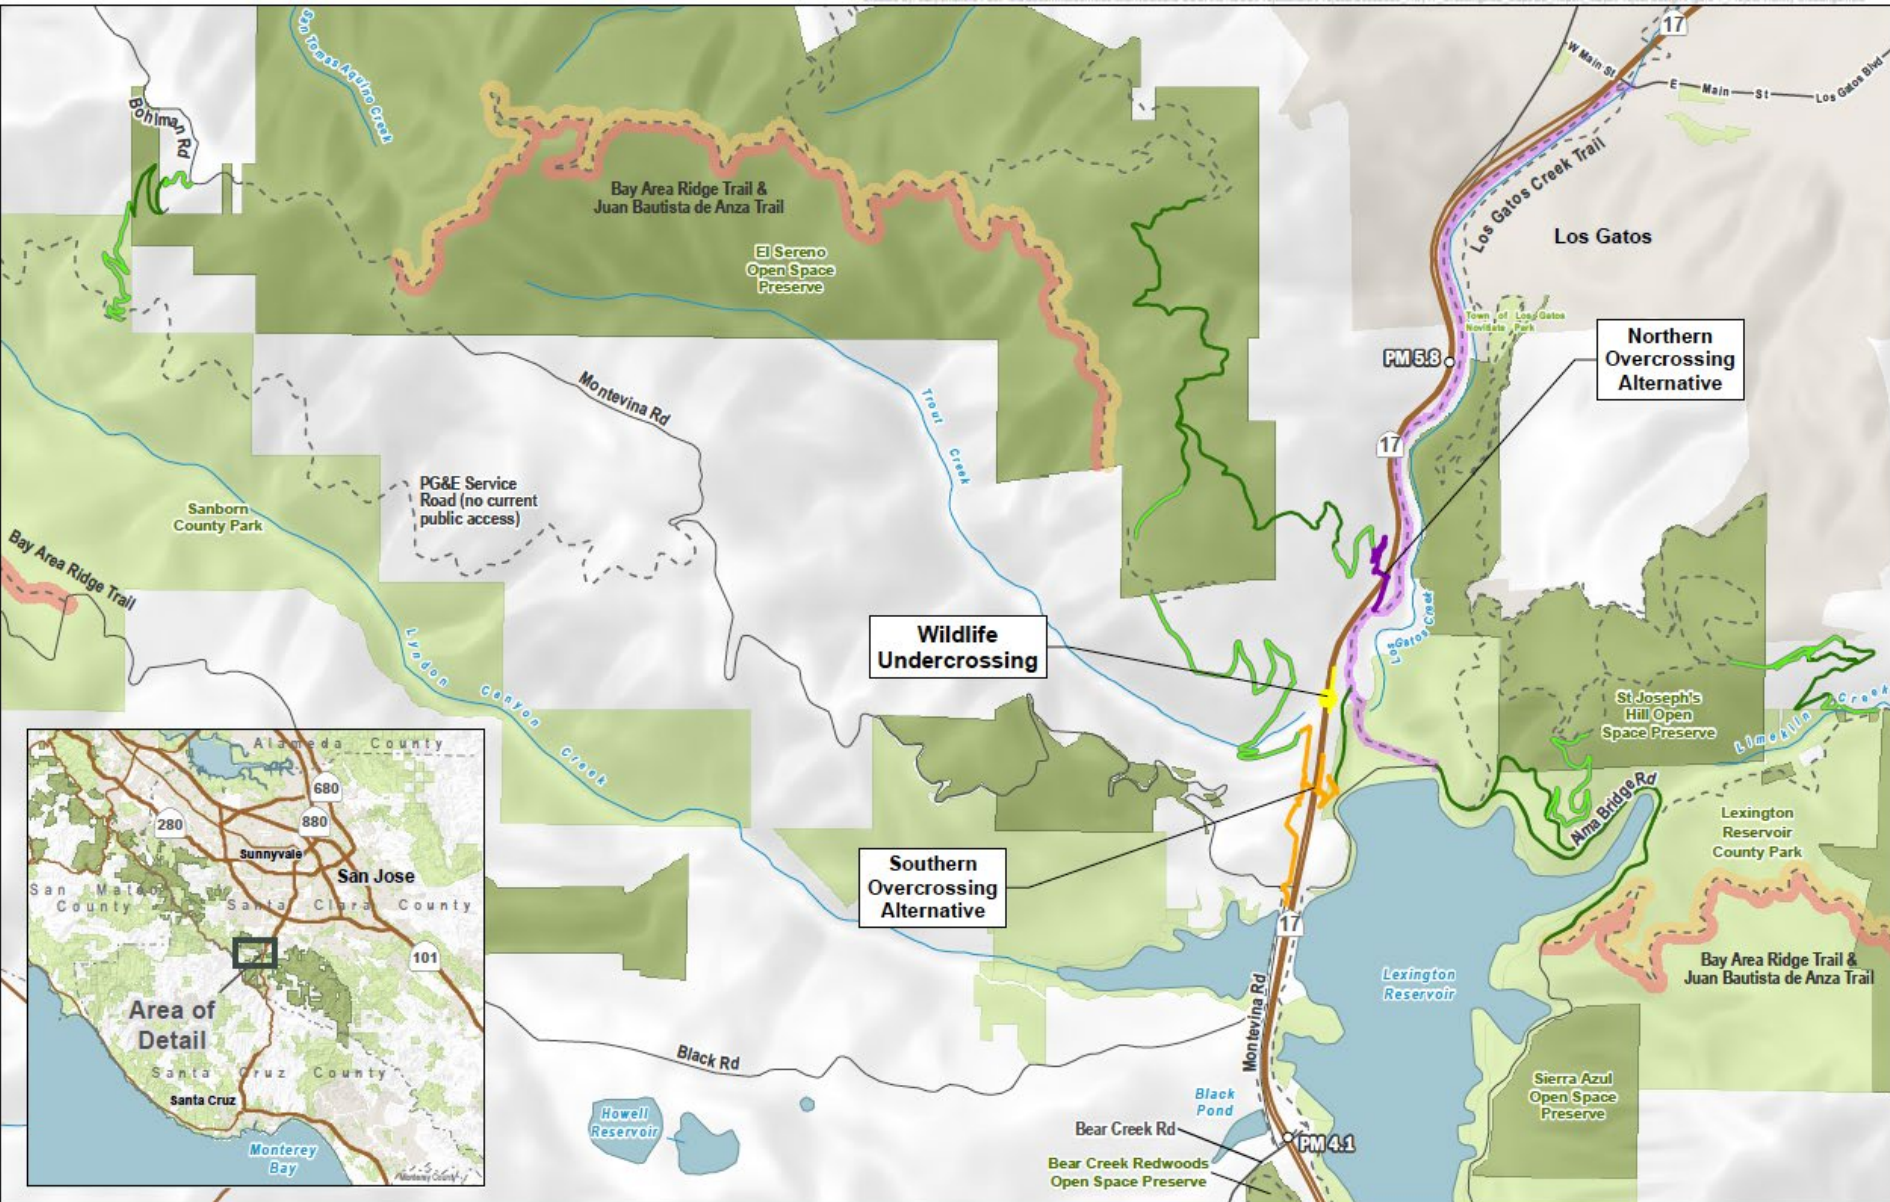 17
W Main St
E Main St
Los Gatos Blvd
San Tomas Aquino Creek
Bohlman Rd
Los Gatos Creek Trail
Bay Area Ridge Trail &
Juan Bautista de Anza Trail
Los Gatos
El Sereno
Open Space
Preserve
Town of Los Gatos
Novitiate Park
Northern
Overcrossing
Alternative
PM 5.8
Montevina Rd
Trout Creek
17
PG&E Service
Road (no current
public access)
Sanborn
County Park
Bay Area Ridge Trail
Los Gatos Creek
Wildlife
Undercrossing
Lyndon Canyon Creek
St Joseph's
Hill Open
Space Preserve
Limekiln Creek
Alma Bridge Rd
Lexington
Reservoir
County Park
Southern
Overcrossing
Alternative
17
Bay Area Ridge Trail &
Juan Bautista de Anza Trail
Lexington
Reservoir
Montevina Rd
Black Rd
Sierra Azul
Open Space
Preserve
Black
Pond
Howell
Reservoir
Bear Creek Rd
PM 4.1
Bear Creek Redwoods
Open Space Preserve
Alameda County
680
280
880
Sunnyvale
San Jose
San Mateo
County
Santa Clara County
101
Area of
Detail
Santa Cruz County
Santa Cruz
Monterey
Bay
Monterey County